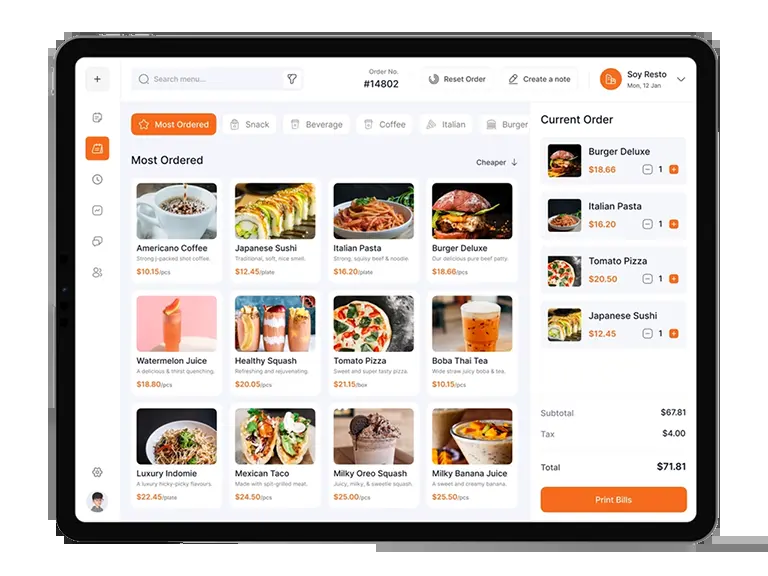 +
Search menu...
Order No.
#14802
Reset Order
Create a note
Soy Resto
Mon, 12 Jan
Most Ordered
Snack
Beverage
Coffee
Italian
Burger
Most Ordered
Cheaper ↓
Americano Coffee
Strong j-packed shot coffee.
$10.15/pcs
Japanese Sushi
Traditional, soft, nice smell.
$12.45/plate
Italian Pasta
Strong, squisy beef & noodle.
$16.20/plate
Burger Deluxe
Our delicious pure beef patty.
$18.66/pcs
Watermelon Juice
A delicious & thirst quenching.
$18.80/pcs
Healthy Squash
Refreshing and rejuvenating.
$20.05/pcs
Tomato Pizza
Sweet and super tasty pizza.
$21.15/box
Boba Thai Tea
Wide straw juicy boba & tea.
$10.15/pcs
Luxury Indomie
A luxury hicky-picky flavours.
$22.45/plate
Mexican Taco
Made with spit-grilled meat.
$24.50/pcs
Milky Oreo Squash
Juicy, milky, & sweetie squash.
$25.00/pcs
Milky Banana Juice
A sweet and creamy banana.
$25.50/pcs
Current Order
Burger Deluxe
$18.66 − 1 +
Italian Pasta
$16.20 − 1 +
Tomato Pizza
$20.50 − 1 +
Japanese Sushi
$12.45 − 1 +
Subtotal $67.81
Tax $4.00
Total $71.81
Print Bills